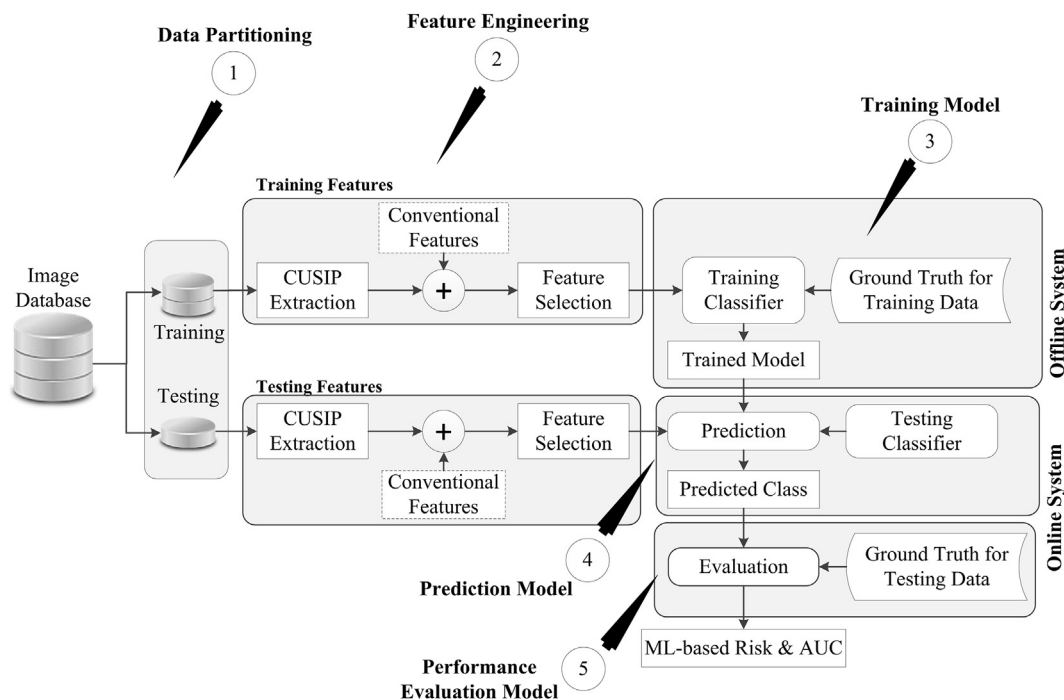 Feature Engineering
2
Data Partitioning
1
Training Model
3
Training Features
Conventional
Features
CUSIP
Extraction
+
Feature
Selection
Training
Classifier
Ground Truth for
Training Data
Trained Model
Offline System
Image
Database
Training
Testing
Testing Features
CUSIP
Extraction
+
Feature
Selection
Conventional
Features
Prediction
Testing
Classifier
Predicted Class
Online System
4
Prediction Model
Evaluation
Ground Truth for
Testing Data
ML-based Risk & AUC
Performance
Evaluation Model
5